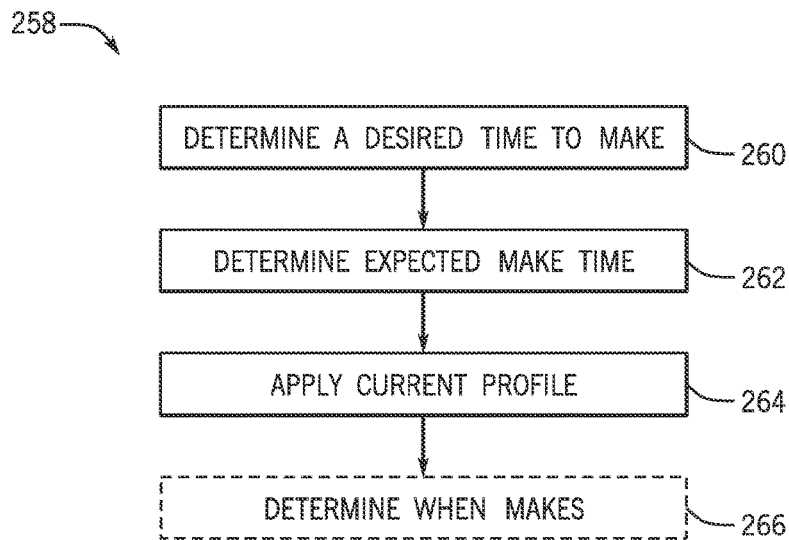 258
DETERMINE A DESIRED TIME TO MAKE
260
DETERMINE EXPECTED MAKE TIME
262
APPLY CURRENT PROFILE
264
DETERMINE WHEN MAKES
266